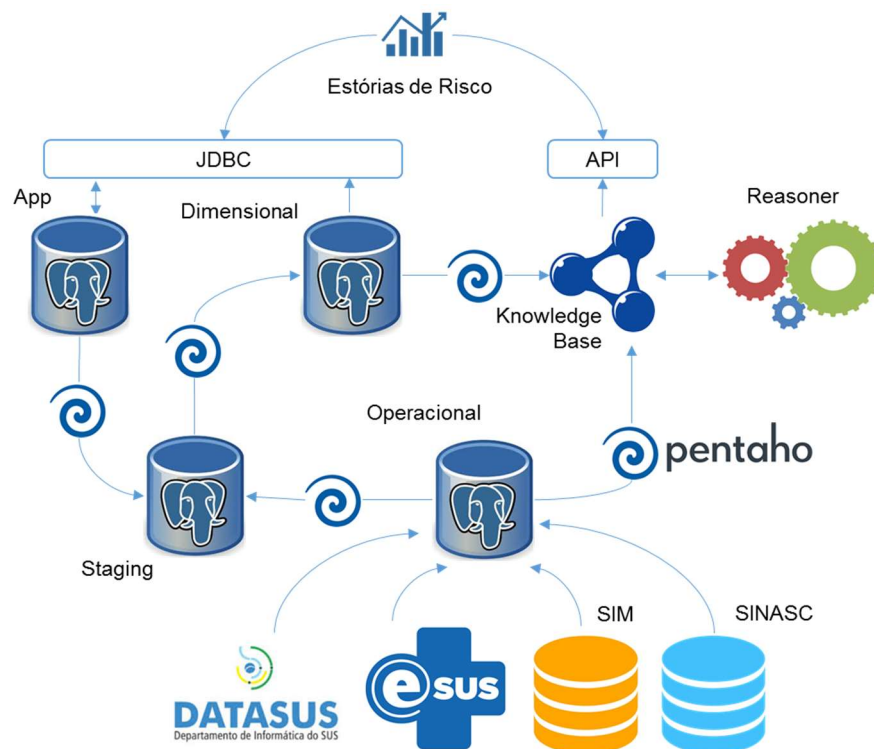 Estórias de Risco
JDBC
API
App
Dimensional
Reasoner
Knowledge
Base
Operacional
pentaho
Staging
SIM
SINASC
e sus
DATASUS
Departamento de Informática do SUS